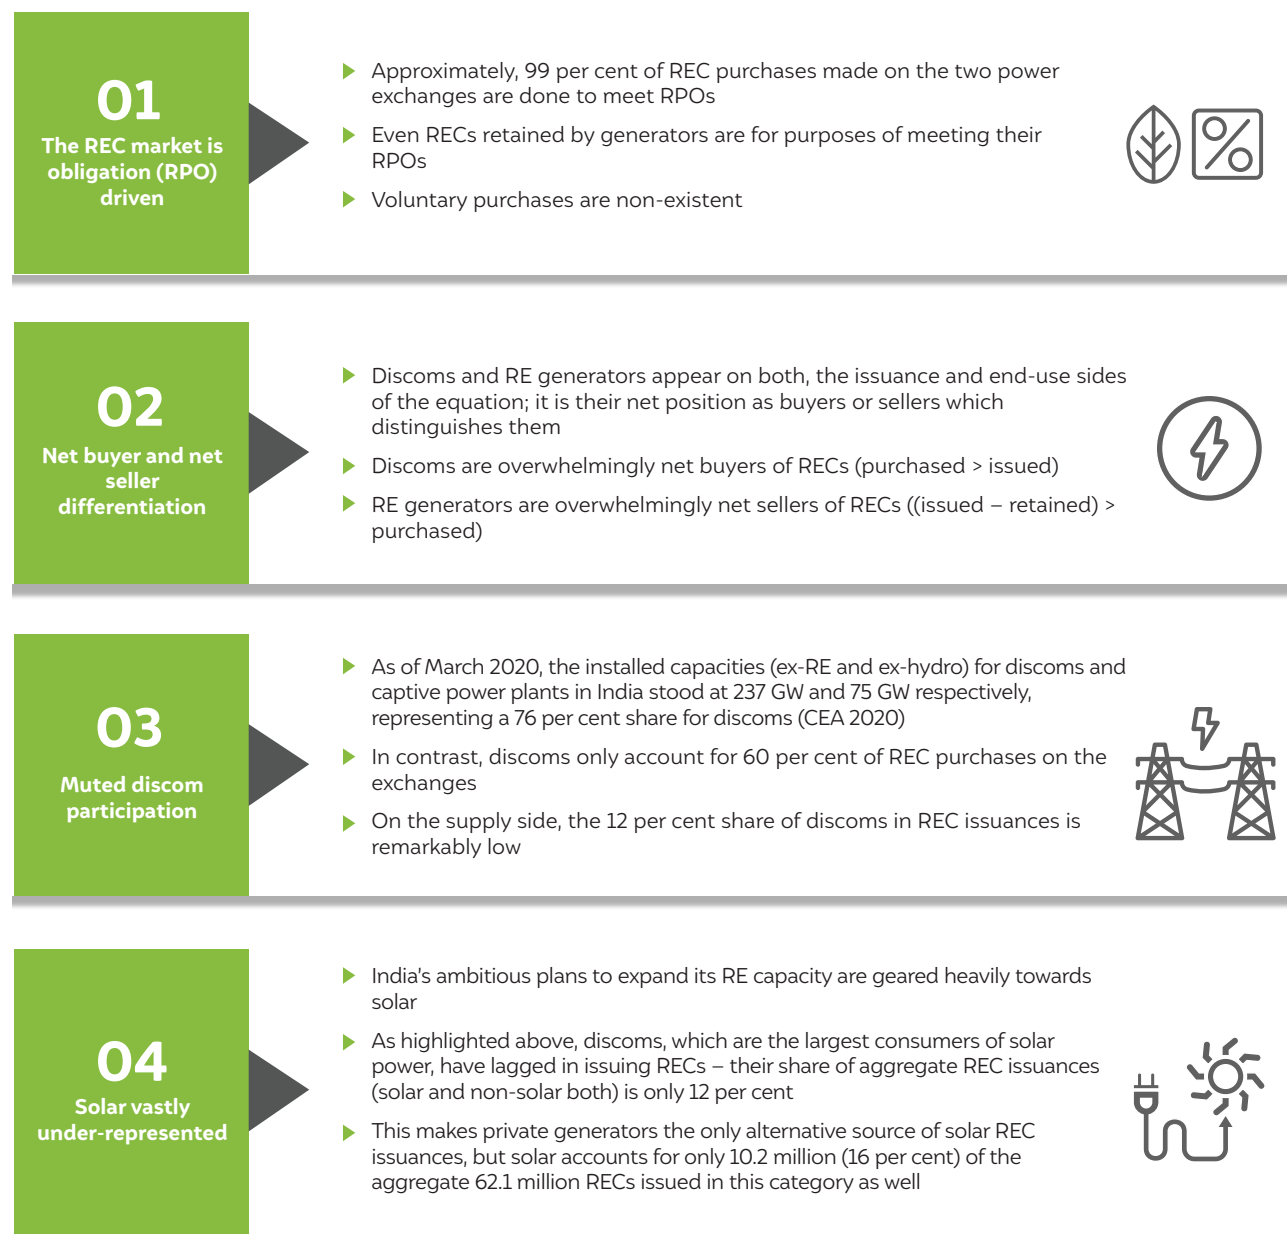 01
The REC market is
obligation (RPO)
driven
Approximately, 99 per cent of REC purchases made on the two power
exchanges are done to meet RPOs
Even RECs retained by generators are for purposes of meeting their
RPOs
Voluntary purchases are non-existent
02
Net buyer and net
seller
differentiation
Discoms and RE generators appear on both, the issuance and end-use sides
of the equation; it is their net position as buyers or sellers which
distinguishes them
Discoms are overwhelmingly net buyers of RECs (purchased > issued)
RE generators are overwhelmingly net sellers of RECs ((issued – retained) >
purchased)
03
Muted discom
participation
As of March 2020, the installed capacities (ex-RE and ex-hydro) for discoms and
captive power plants in India stood at 237 GW and 75 GW respectively,
representing a 76 per cent share for discoms (CEA 2020)
In contrast, discoms only account for 60 per cent of REC purchases on the
exchanges
On the supply side, the 12 per cent share of discoms in REC issuances is
remarkably low
04
Solar vastly
under-represented
India's ambitious plans to expand its RE capacity are geared heavily towards
solar
As highlighted above, discoms, which are the largest consumers of solar
power, have lagged in issuing RECs – their share of aggregate REC issuances
(solar and non-solar both) is only 12 per cent
This makes private generators the only alternative source of solar REC
issuances, but solar accounts for only 10.2 million (16 per cent) of the
aggregate 62.1 million RECs issued in this category as well